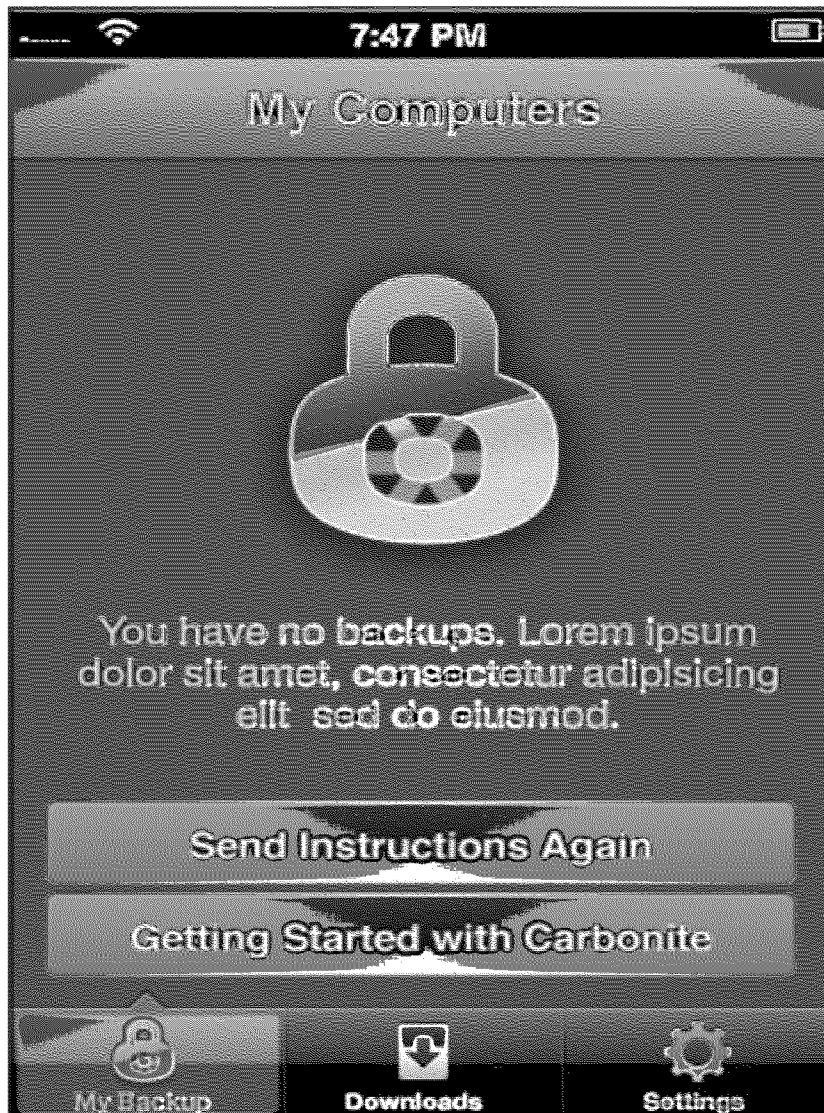 7:47 PM
My Computers
You have no backups. Lorem ipsum
dolor sit amet, consectetur adipisicing
elit sed do eiusmod.
Send Instructions Again
Getting Started with Carbonite
My Backup
Downloads
Settings